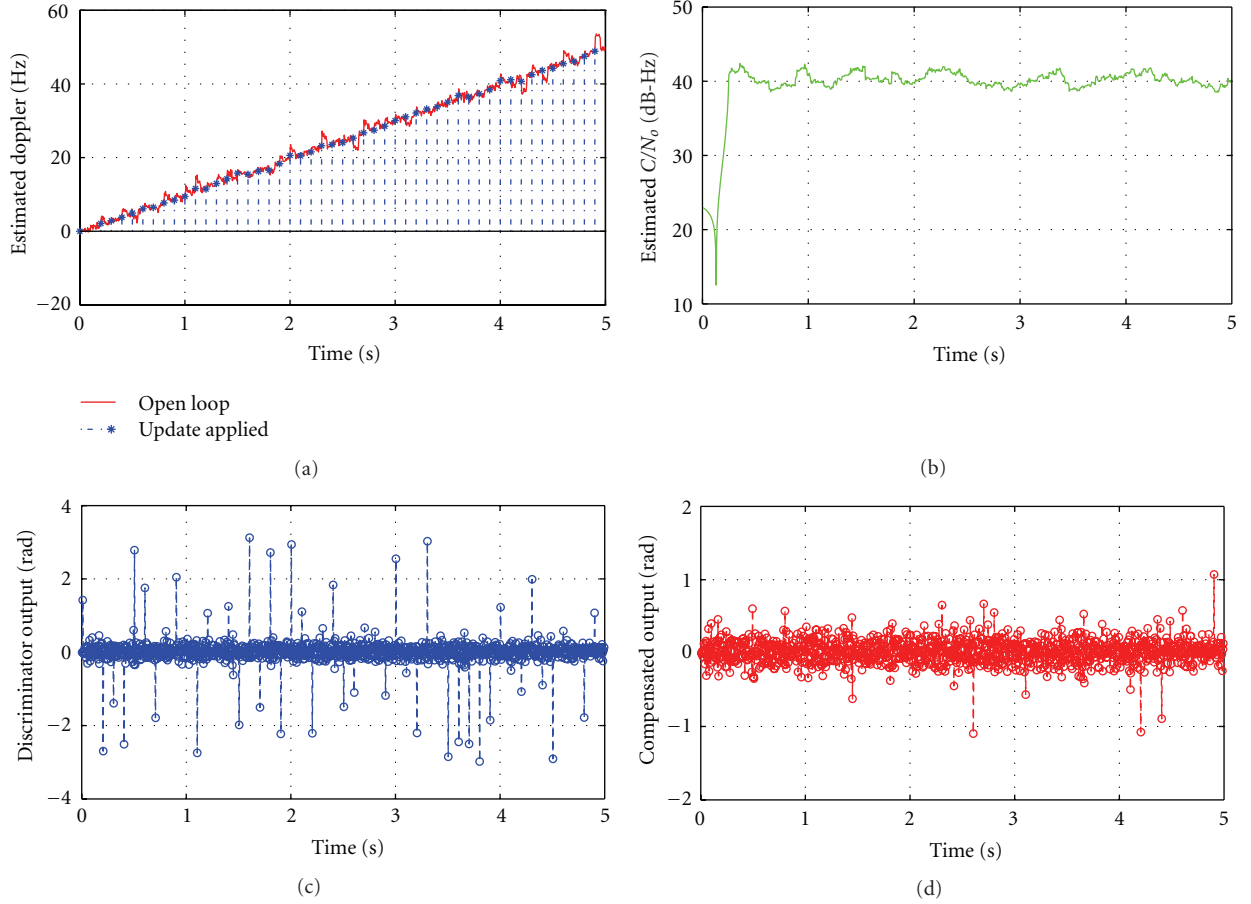 60
40
20
0
−20
Estimated doppler (Hz)
0 1 2 3 4 5
Time (s)
Open loop
Update applied
(a)
50
40
30
20
10
Estimated C/No (dB-Hz)
0 1 2 3 4 5
Time (s)
(b)
4
2
0
−2
−4
Discriminator output (rad)
0 1 2 3 4 5
Time (s)
(c)
2
1
0
−1
−2
Compensated output (rad)
0 1 2 3 4 5
Time (s)
(d)